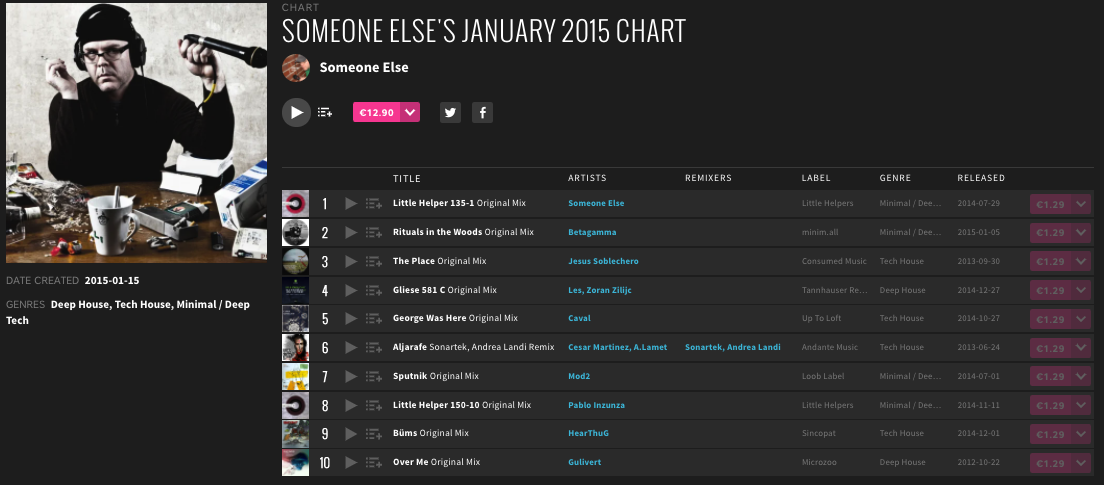 CHART
SOMEONE ELSE'S JANUARY 2015 CHART
Someone Else
€12.90
DATE CREATED 2015-01-15
GENRES Deep House, Tech House, Minimal / Deep
Tech
TITLE ARTISTS REMIXERS LABEL GENRE RELEASED
1 Little Helper 135-1 Original Mix Someone Else Little Helpers Minimal / Dee... 2014-07-29 €1.29
2 Rituals in the Woods Original Mix Betagamma minim.all Minimal / Dee... 2015-01-05 €1.29
3 The Place Original Mix Jesus Soblechero Consumed Music Tech House 2013-09-30 €1.29
4 Gliese 581 C Original Mix Les, Zoran Zilijc Tannhauser Re... Deep House 2014-12-27 €1.29
5 George Was Here Original Mix Caval Up To Loft Tech House 2014-10-27 €1.29
6 Aljarafe Sonartek, Andrea Landi Remix Cesar Martinez, A.Lamet Sonartek, Andrea Landi Andante Music Tech House 2013-06-24 €1.29
7 Sputnik Original Mix Mod2 Loob Label Minimal / Dee... 2014-07-01 €1.29
8 Little Helper 150-10 Original Mix Pablo Inzunza Little Helpers Minimal / Dee... 2014-11-11 €1.29
9 Büms Original Mix HearThuG Sincopat Tech House 2014-12-01 €1.29
10 Over Me Original Mix Gulivert Microzoo Deep House 2012-10-22 €1.29